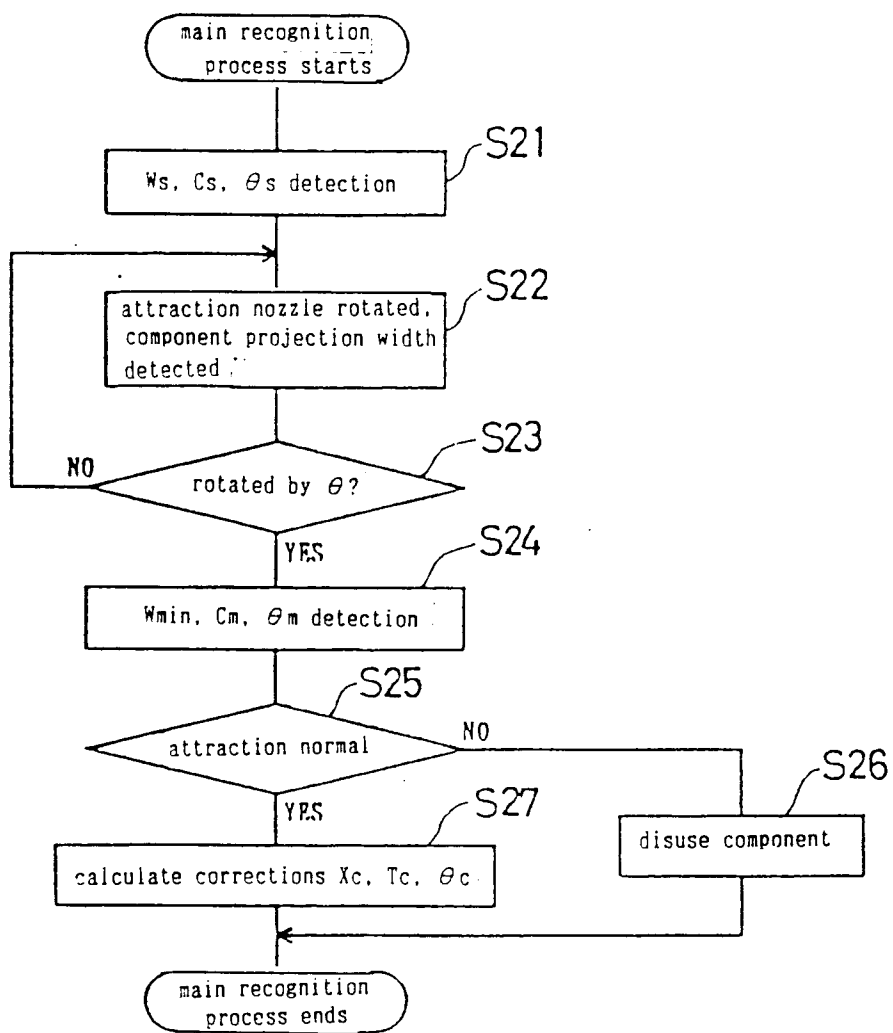 main recognition
process starts
S21
Ws, Cs, θs detection
S22
attraction nozzle rotated,
component projection width
detected
S23
NO
rotated by θ?
YES
S24
Wmin, Cm, θm detection
S25
attraction normal
NO
S26
YES
S27
disuse component
calculate corrections Xc, Tc, θc
main recognition
process ends